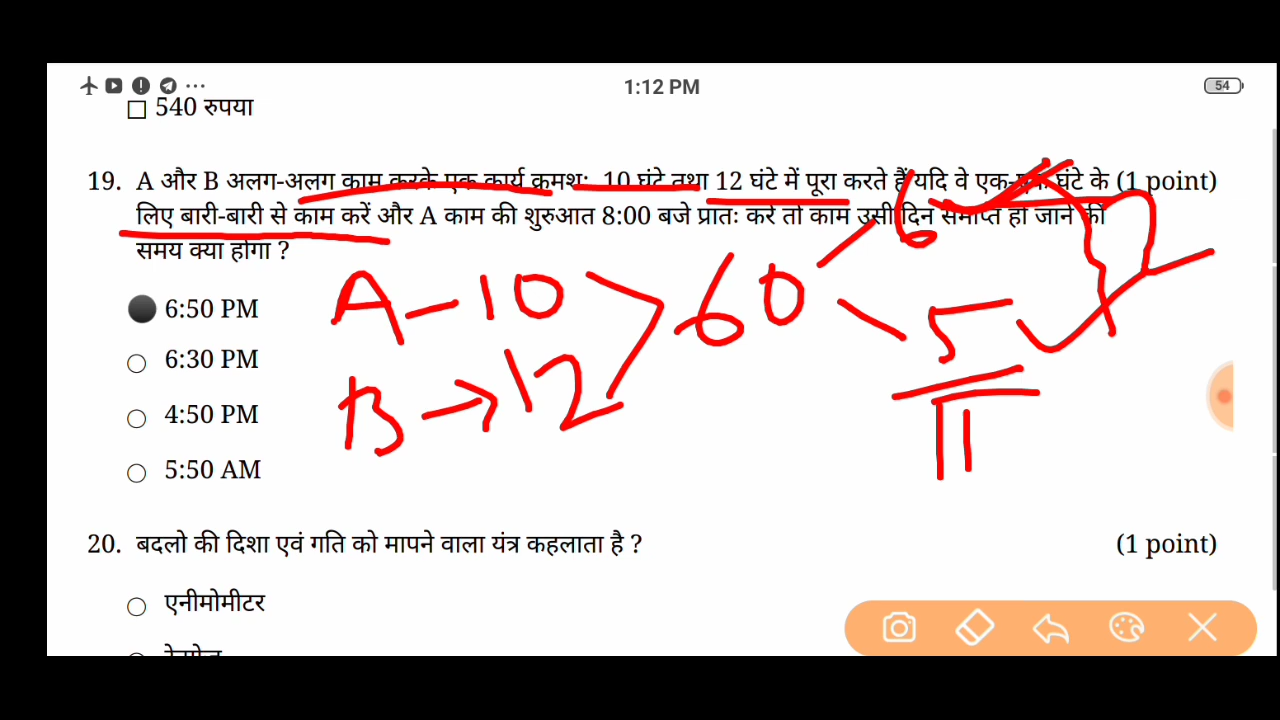 1:12 PM
54
540 रुपया
19. A और B अलग-अलग काम करके एक कार्य क्रमश: 10 घंटे तथा 12 घंटे में पूरा करते हैं यदि वे एक-एक घंटे के (1 point)
लिए बारी-बारी से काम करें और A काम की शुरुआत 8:00 बजे प्रातः करे तो काम उसी दिन समाप्त हो जाने की
समय क्या होगा ?
6:50 PM
6:30 PM
4:50 PM
5:50 AM
A - 10
B → 12
60
6
5
11
2
20. बदलो की दिशा एवं गति को मापने वाला यंत्र कहलाता है ? (1 point)
एनीमोमीटर